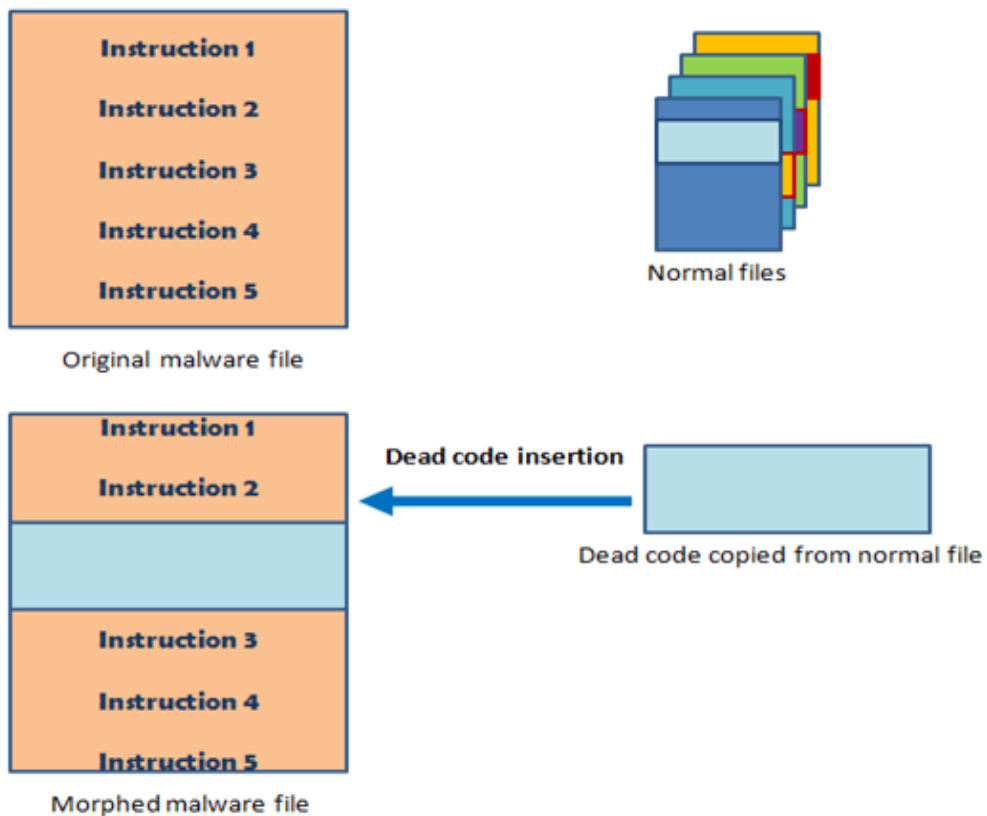 Instruction 1
Instruction 2
Instruction 3
Instruction 4
Instruction 5
Original malware file
Normal files
Instruction 1
Instruction 2
Dead code insertion
Dead code copied from normal file
Instruction 3
Instruction 4
Instruction 5
Morphed malware file